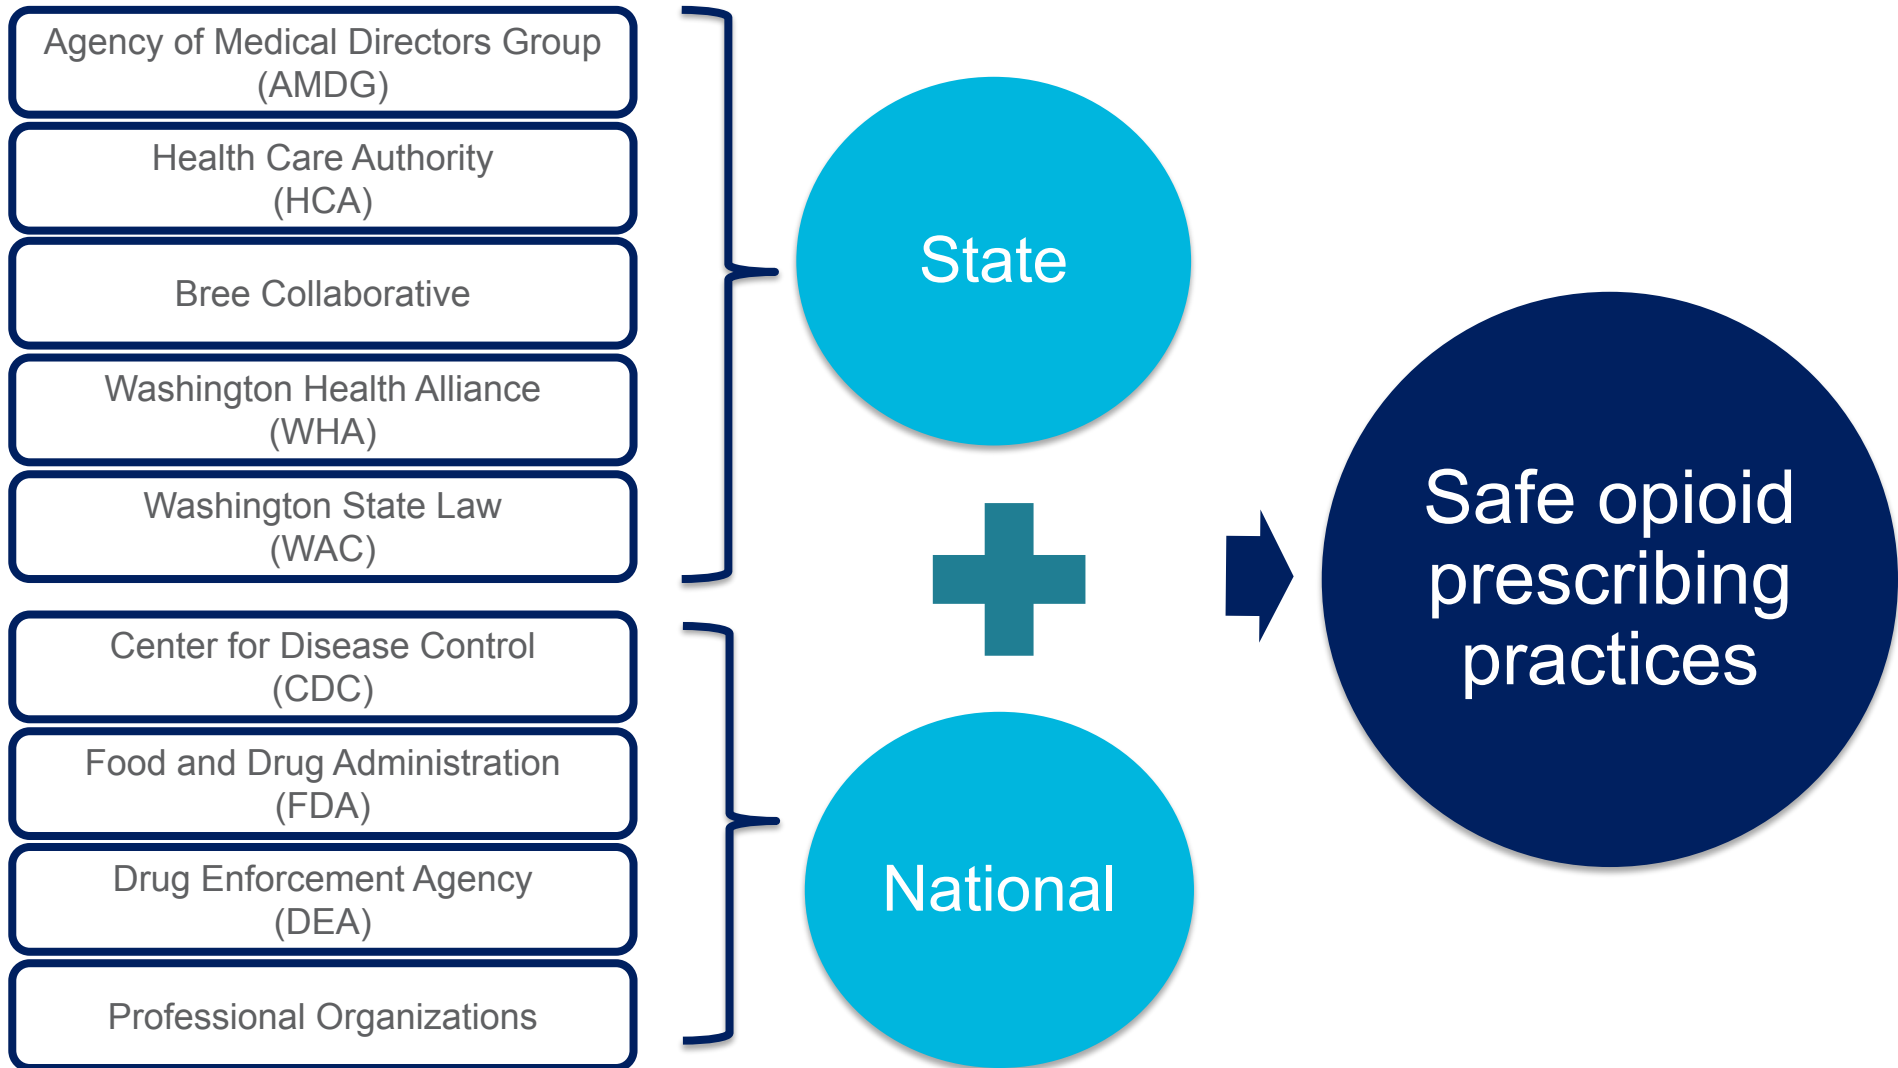 Agency of Medical Directors Group
(AMDG)
Health Care Authority
(HCA)
Bree Collaborative
Washington Health Alliance
(WHA)
Washington State Law
(WAC)
Center for Disease Control
(CDC)
Food and Drug Administration
(FDA)
Drug Enforcement Agency
(DEA)
Professional Organizations
State
National
Safe opioid
prescribing
practices